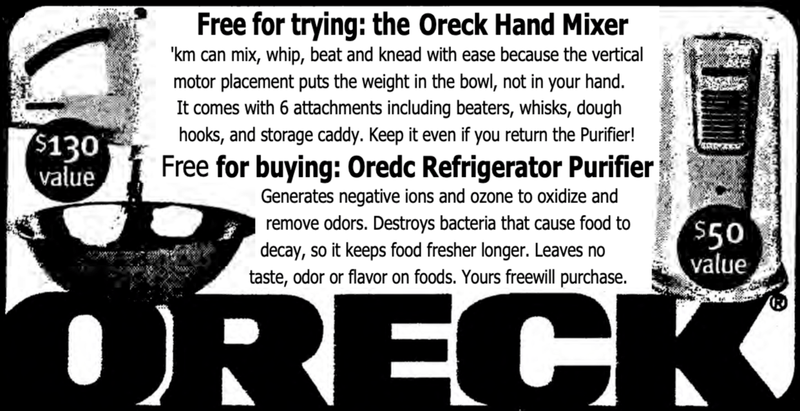 Free for trying: the Oreck Hand Mixer
'km can mix, whip, beat and knead with ease because the vertical
motor placement puts the weight in the bowl, not in your hand.
It comes with 6 attachments including beaters, whisks, dough
hooks, and storage caddy. Keep it even if you return the Purifier!
$130
value
Free for buying: Oredc Refrigerator Purifier
Generates negative ions and ozone to oxidize and
remove odors. Destroys bacteria that cause food to
decay, so it keeps food fresher longer. Leaves no
taste, odor or flavor on foods. Yours freewill purchase.
$50
value
ORECK®